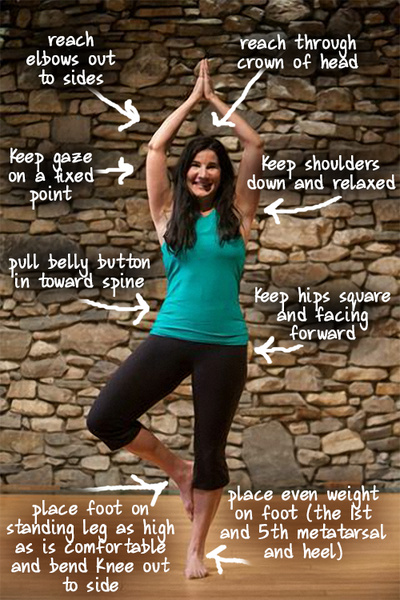 reach
elbows out
to sides
reach through
crown of head
Keep gaze
on a fixed
point
Keep shoulders
down and relaxed
pull belly button
in toward spine
Keep hips square
and facing
forward
place foot on
standing leg as high
as is comfortable
and bend Knee out
to side
place even weight
on foot (the 1st
and 5th metatarsal
and heel)